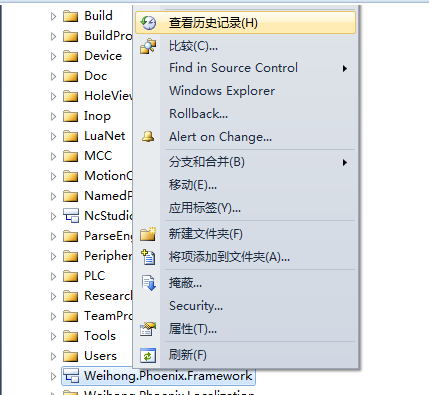 Build
BuildPro
Device
Doc
HoleView
Inop
LuaNet
MCC
MotionC
NamedP
NcStudio
ParseEng
Peripher
PLC
Research
TeamPro
Tools
Users
Weihong.Phoenix.Framework
查看历史记录(H)
比较(C)...
Find in Source Control
Windows Explorer
Rollback...
Alert on Change...
分支和合并(B)
移动(E)...
应用标签(Y)...
新建文件夹(F)
将项添加到文件夹(A)...
掩蔽...
Security...
属性(T)...
刷新(F)